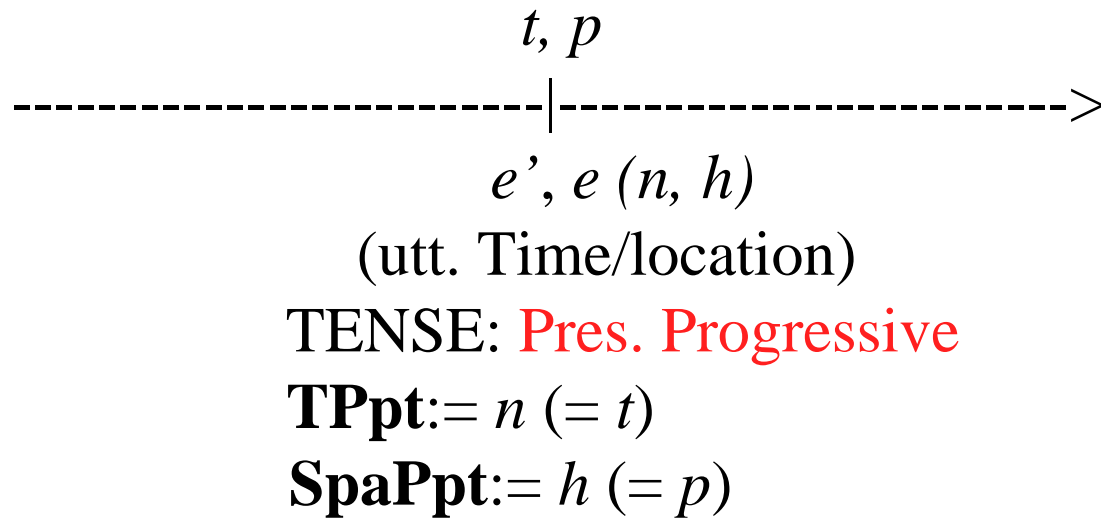 t, p
e’, e (n, h)
(utt. Time/location)
TENSE: Pres. Progressive
TPpt:= n (= t)
SpaPpt:= h (= p)